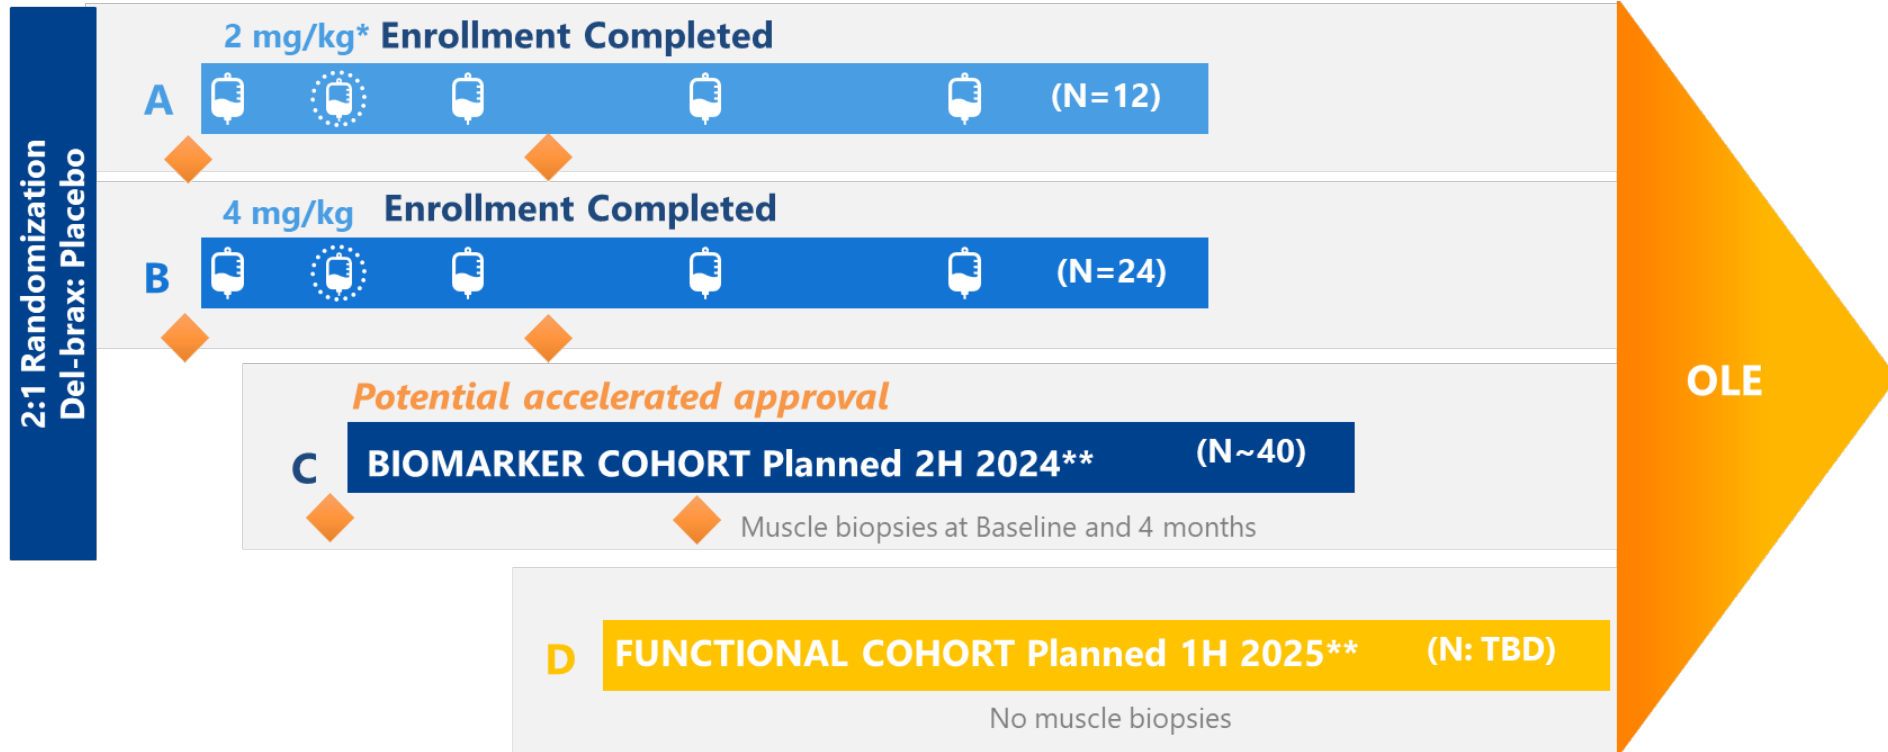 2:1 Randomization
Del-brax: Placebo
2 mg/kg* Enrollment Completed
A
(N=12)
4 mg/kg Enrollment Completed
B
(N=24)
Potential accelerated approval
C
BIOMARKER COHORT Planned 2H 2024** (N~40)
Muscle biopsies at Baseline and 4 months
D
FUNCTIONAL COHORT Planned 1H 2025** (N: TBD)
No muscle biopsies
OLE